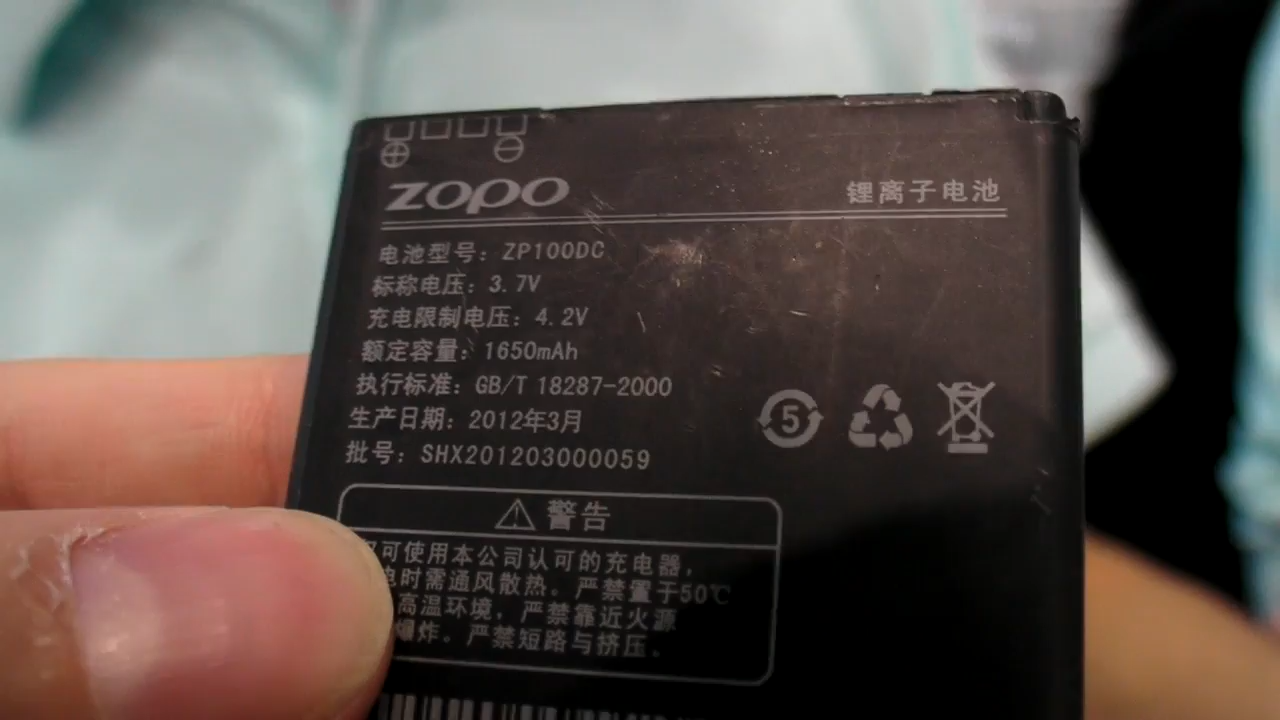 ZOPO
锂离子电池
电池型号：ZP100DC
标称电压：3.7V
充电限制电压：4.2V
额定容量：1650mAh
执行标准：GB/T 18287-2000
生产日期：2012年3月
批号：SHX201203000059
5
警告
可使用本公司认可的充电器，
电时需通风散热。严禁置于50℃
高温环境，严禁靠近火源
爆炸。严禁短路与挤压。